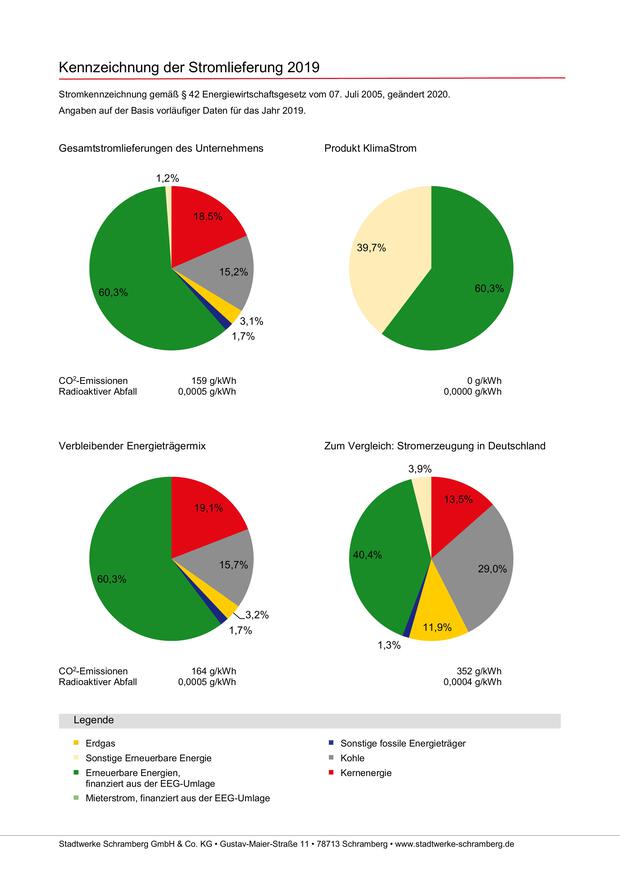 Kennzeichnung der Stromlieferung 2019
Stromkennzeichnung gemäß § 42 Energiewirtschaftsgesetz vom 07. Juli 2005, geändert 2020.
Angaben auf der Basis vorläufiger Daten für das Jahr 2019.
Gesamtstromlieferungen des Unternehmens
1,2%
18,5%
15,2%
60,3%
3,1%
1,7%
CO²-Emissionen 159 g/kWh
Radioaktiver Abfall 0,0005 g/kWh
Produkt KlimaStrom
39,7%
60,3%
0 g/kWh
0,0000 g/kWh
Verbleibender Energieträgermix
19,1%
15,7%
60,3%
3,2%
1,7%
CO²-Emissionen 164 g/kWh
Radioaktiver Abfall 0,0005 g/kWh
Zum Vergleich: Stromerzeugung in Deutschland
3,9%
13,5%
40,4%
29,0%
11,9%
1,3%
352 g/kWh
0,0004 g/kWh
Legende
Erdgas
Sonstige Erneuerbare Energie
Erneuerbare Energien,
finanziert aus der EEG-Umlage
Mieterstrom, finanziert aus der EEG-Umlage
Sonstige fossile Energieträger
Kohle
Kernenergie
Stadtwerke Schramberg GmbH & Co. KG • Gustav-Maier-Straße 11 • 78713 Schramberg • www.stadtwerke-schramberg.de